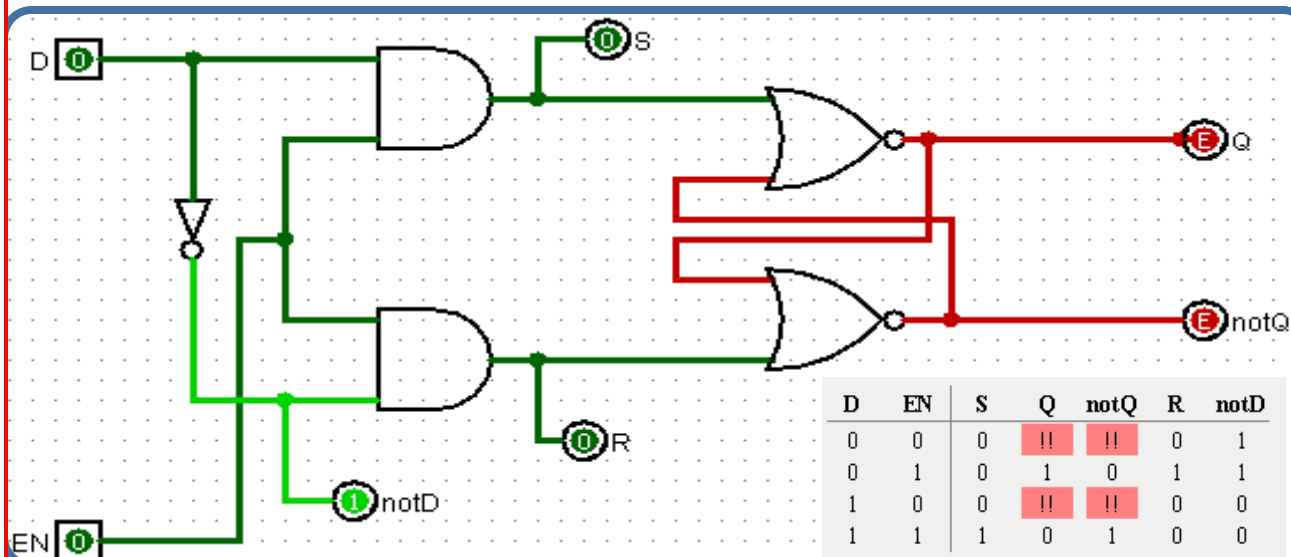 D 0
0 S
E Q
E notQ
0 R
1 notD
EN 0
D EN S Q notQ R notD
0 0 0 !! !! 0 1
0 1 0 1 0 1 1
1 0 0 !! !! 0 0
1 1 1 0 1 0 0